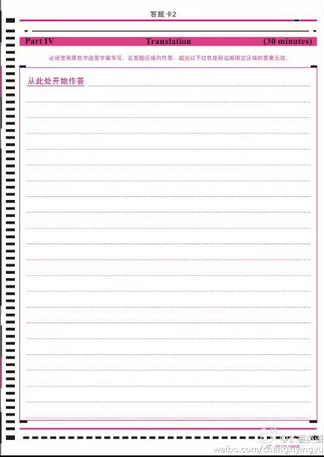 答题卡2
Part IV Translation (30 minutes)
必须使用黑色字迹签字笔书写，在答题区域内作答，超出以下红色矩形边框限定区域的答案无效。
从此处开始作答
weibo.com/changxiyingyu